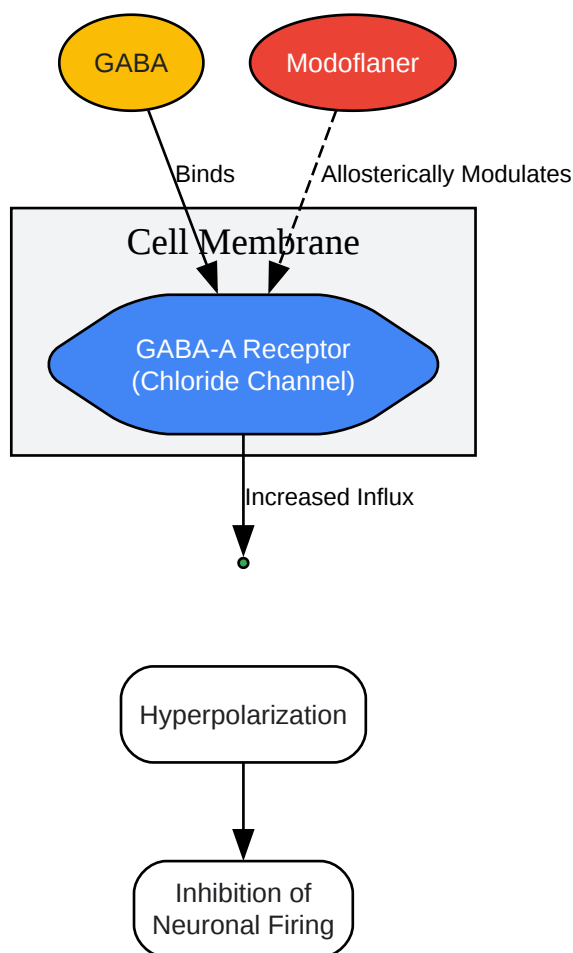 GABA
Modoflaner
Binds
Allosterically Modulates
Cell Membrane
GABA-A Receptor
(Chloride Channel)
Increased Influx
Hyperpolarization
Inhibition of
Neuronal Firing